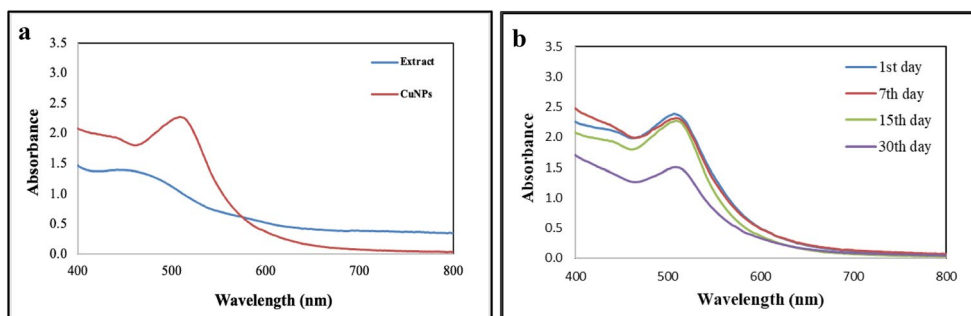 a
3.5
3.0
2.5
2.0
1.5
1.0
0.5
0.0
Absorbance
400 500 600 700 800
Wavelength (nm)
Extract
CuNPs
b
3.5
3.0
2.5
2.0
1.5
1.0
0.5
0.0
Absorbance
400 500 600 700 800
Wavelength (nm)
1st day
7th day
15th day
30th day